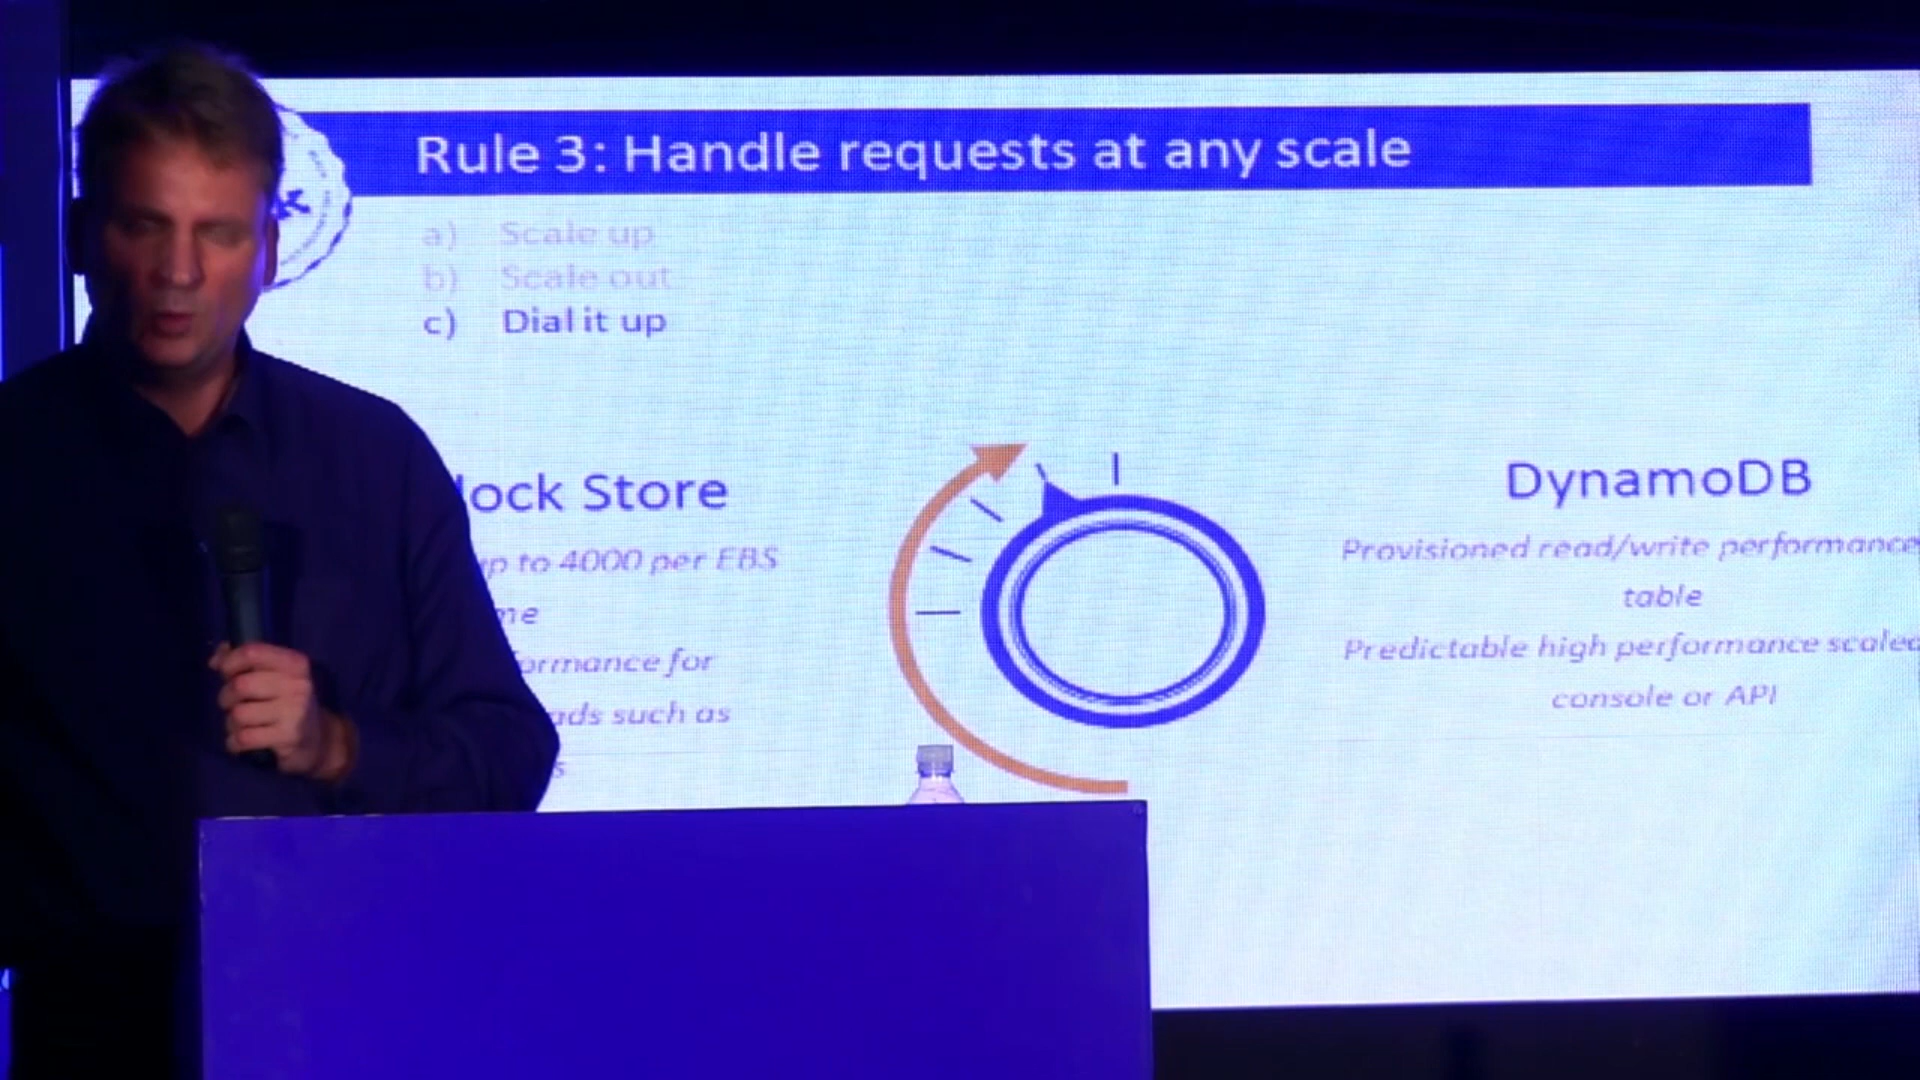 Rule 3: Handle requests at any scale
a) Scale up
b) Scale out
c) Dial it up
lock Store
up to 4000 per EBS
me
ormance for
ads such as
s
DynamoDB
Provisioned read/write performance
table
Predictable high performance scaled
console or API